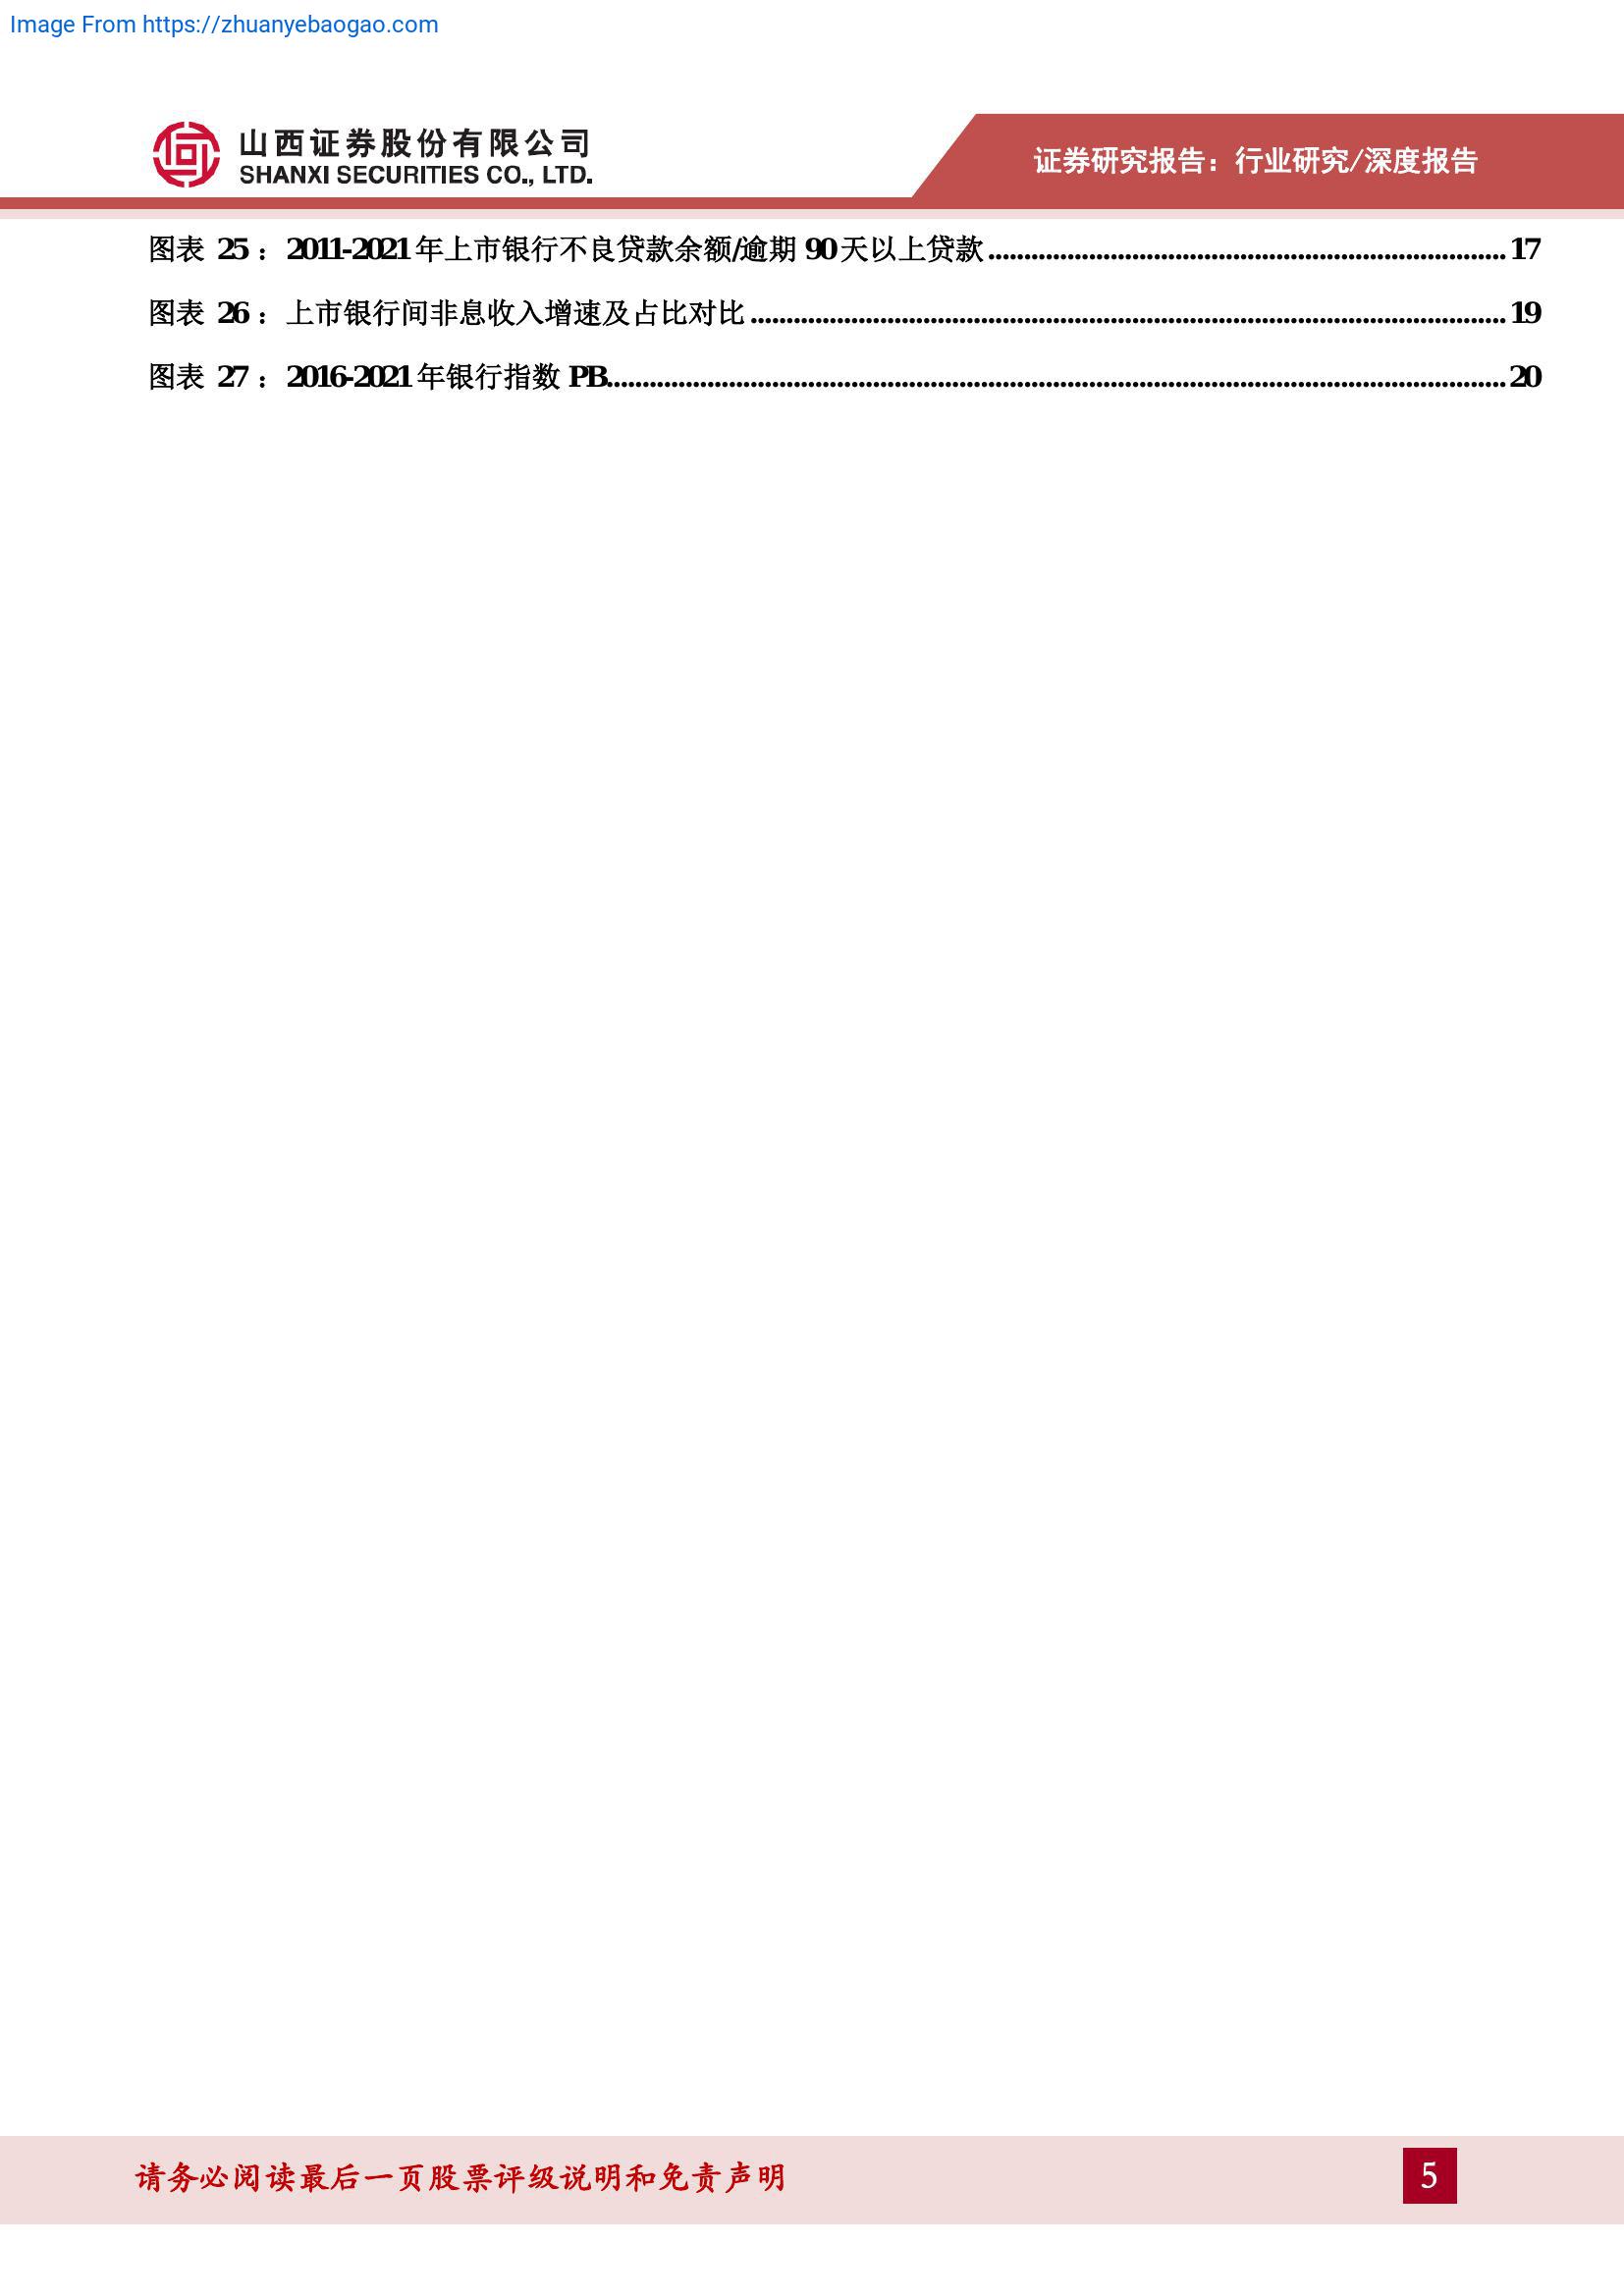 Image From https://zhuanyebaogao.com
山西证券股份有限公司
SHANXI SECURITIES CO., LTD.
证券研究报告：行业研究/深度报告
图表 25 ： 2011-2021 年上市银行不良贷款余额/逾期 90 天以上贷款........................................................................17
图表 26 ： 上市银行间非息收入增速及占比对比.........................................................................................................19
图表 27 ： 2016-2021 年银行指数 PB.............................................................................................................................20
请务必阅读最后一页股票评级说明和免责声明
5